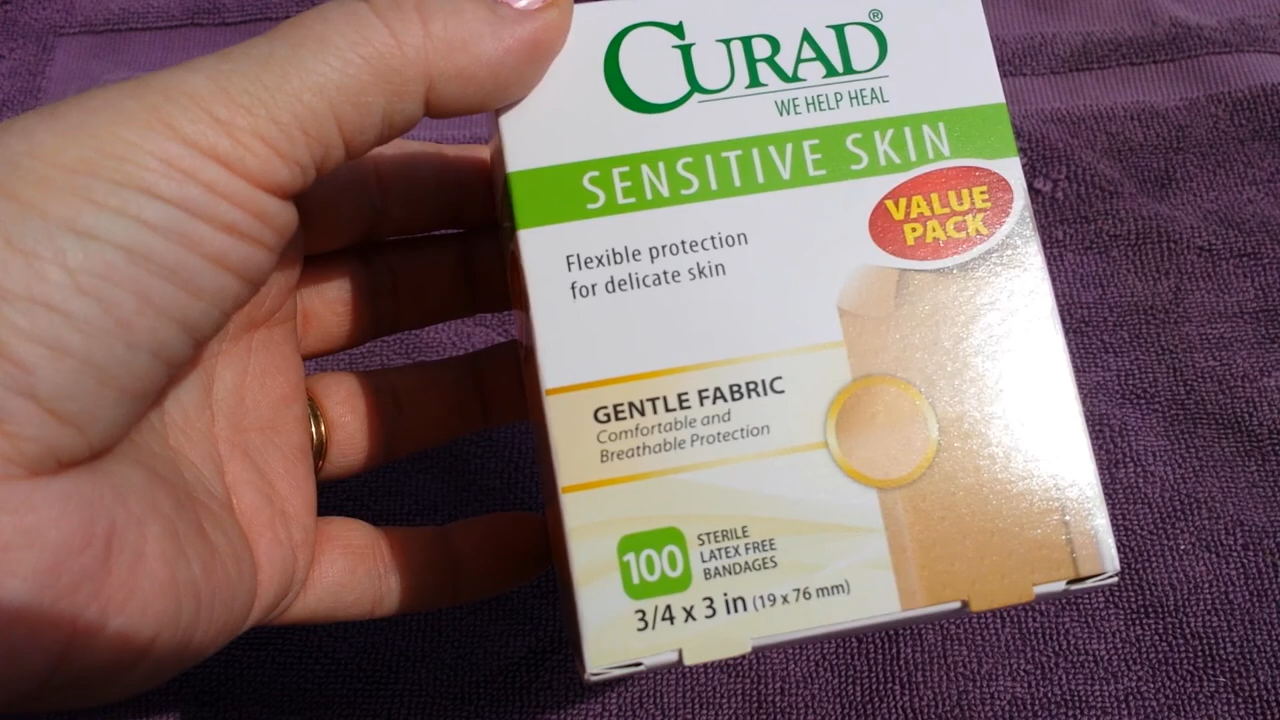 CURAD®
WE HELP HEAL
SENSITIVE SKIN
VALUE
PACK
Flexible protection
for delicate skin
GENTLE FABRIC
Comfortable and
Breathable Protection
100
STERILE
LATEX FREE
BANDAGES
3/4 x 3 in (19 x 76 mm)